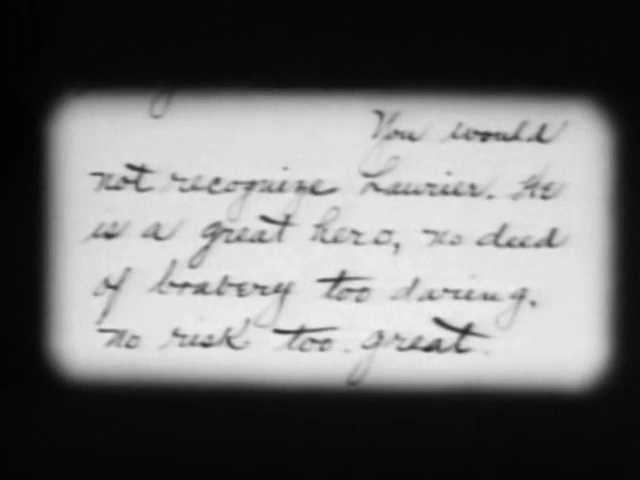 You would
not recognize Laurier. He
is a great hero, no deed
of bravery too daring.
no risk too great.